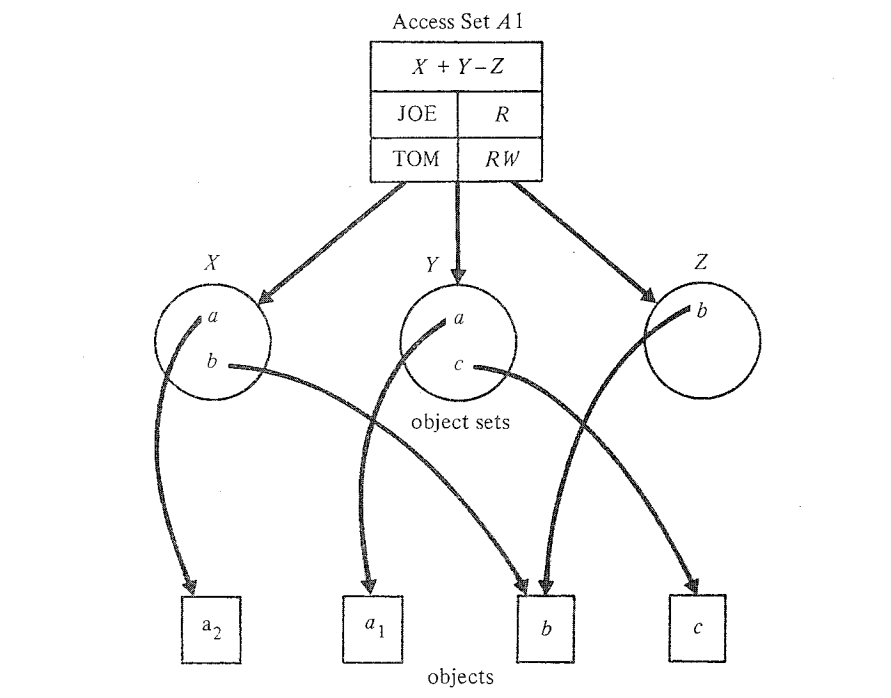 Access Set A1
X + Y – Z
JOE R
TOM RW
X Y Z
a a b
b c
object sets
a₂ a₁ b c
objects